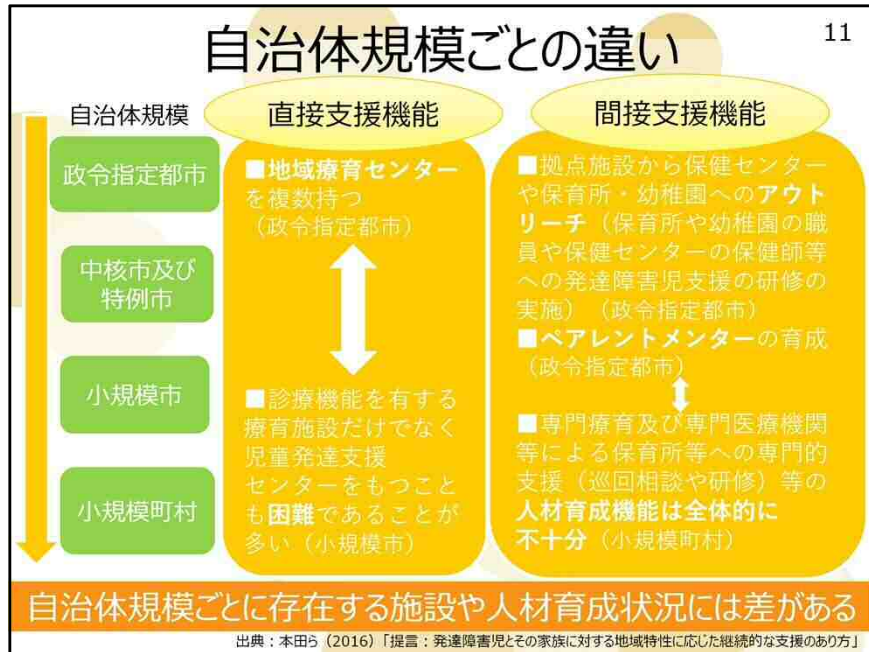 自治体規模ごとの違い
11
自治体規模
政令指定都市
中核市及び
特例市
小規模市
小規模町村
直接支援機能
■地域療育センター
を複数持つ
（政令指定都市）
■診療機能を有する
療育施設だけでなく
児童発達支援
センターをもつこと
も困難であることが
多い（小規模市）
間接支援機能
■拠点施設から保健センター
や保育所・幼稚園へのアウト
リーチ（保育所や幼稚園の職
員や保健センターの保健師等
への発達障害児支援の研修の
実施）（政令指定都市）
■ペアレントメンターの育成
（政令指定都市）
■専門療育及び専門医療機関
等による保育所等への専門的
支援（巡回相談や研修）等の
人材育成機能は全体的に
不十分（小規模町村）
自治体規模ごとに存在する施設や人材育成状況には差がある
出典：本田ら（2016）「提言：発達障害児とその家族に対する地域特性に応じた継続的な支援のあり方」